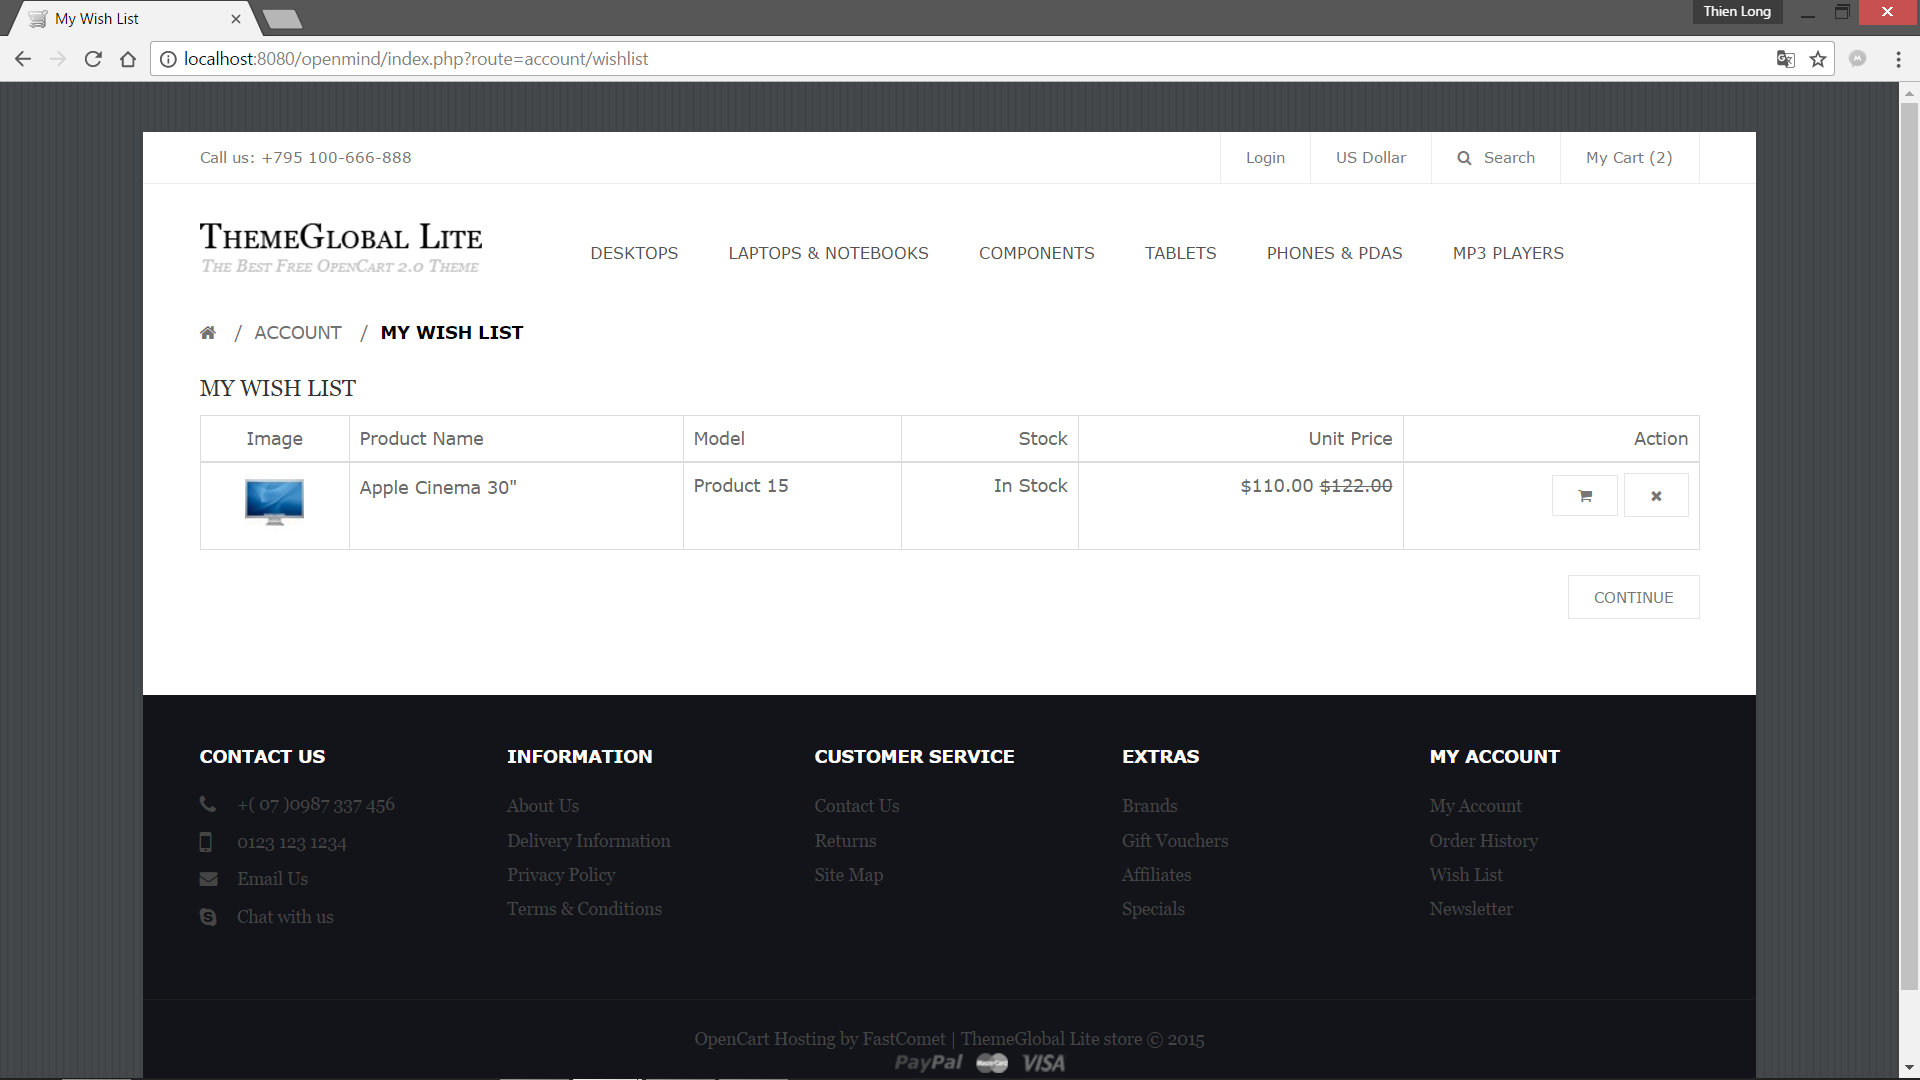 My Wish List
Thien Long
localhost:8080/openmind/index.php?route=account/wishlist
Call us: +795 100-666-888
Login
US Dollar
Search
My Cart (2)
THEMEGLOBAL LITE
THE BEST FREE OPENCART 2.0 THEME
DESKTOPS
LAPTOPS & NOTEBOOKS
COMPONENTS
TABLETS
PHONES & PDAS
MP3 PLAYERS
/ ACCOUNT / MY WISH LIST
MY WISH LIST
Image Product Name Model Stock Unit Price Action
Apple Cinema 30" Product 15 In Stock $110.00 $122.00
CONTINUE
CONTACT US
+( 07 )0987 337 456
0123 123 1234
Email Us
Chat with us
INFORMATION
About Us
Delivery Information
Privacy Policy
Terms & Conditions
CUSTOMER SERVICE
Contact Us
Returns
Site Map
EXTRAS
Brands
Gift Vouchers
Affiliates
Specials
MY ACCOUNT
My Account
Order History
Wish List
Newsletter
OpenCart Hosting by FastComet | ThemeGlobal Lite store © 2015
PayPal MasterCard VISA